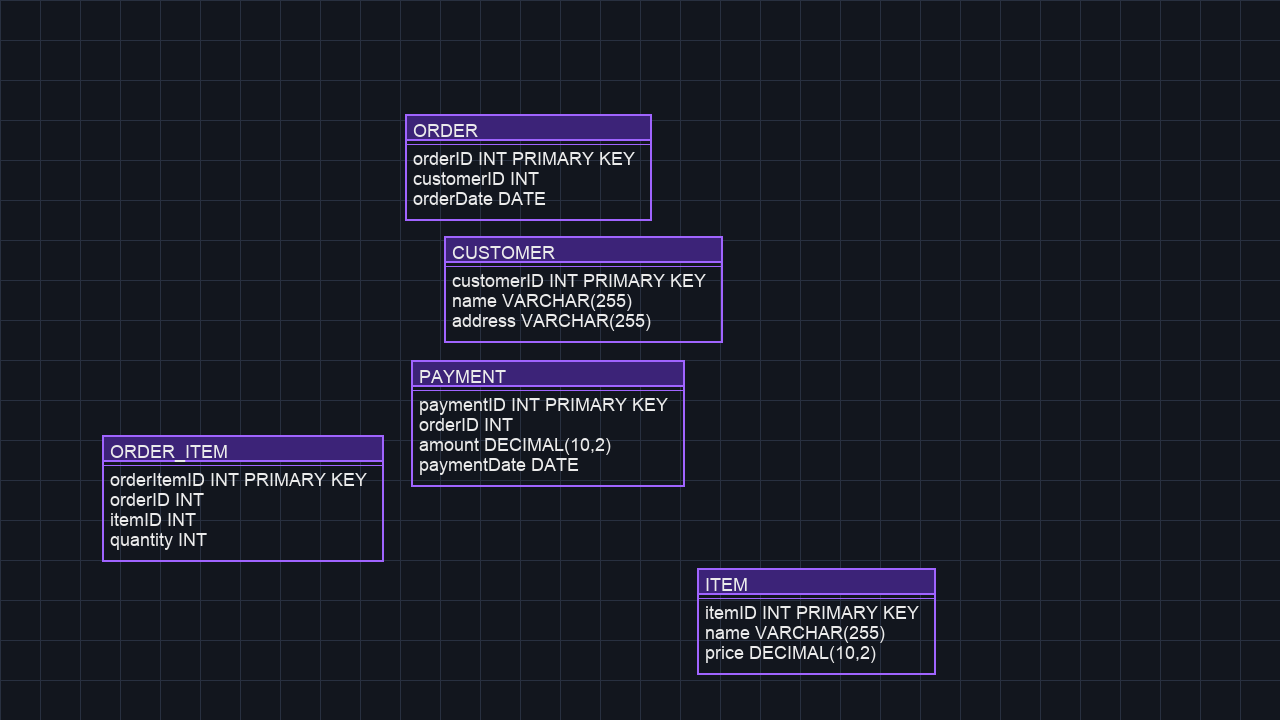 ORDER
orderID INT PRIMARY KEY
customerID INT
orderDate DATE
CUSTOMER
customerID INT PRIMARY KEY
name VARCHAR(255)
address VARCHAR(255)
PAYMENT
paymentID INT PRIMARY KEY
orderID INT
amount DECIMAL(10,2)
paymentDate DATE
ORDER_ITEM
orderItemID INT PRIMARY KEY
orderID INT
itemID INT
quantity INT
ITEM
itemID INT PRIMARY KEY
name VARCHAR(255)
price DECIMAL(10,2)